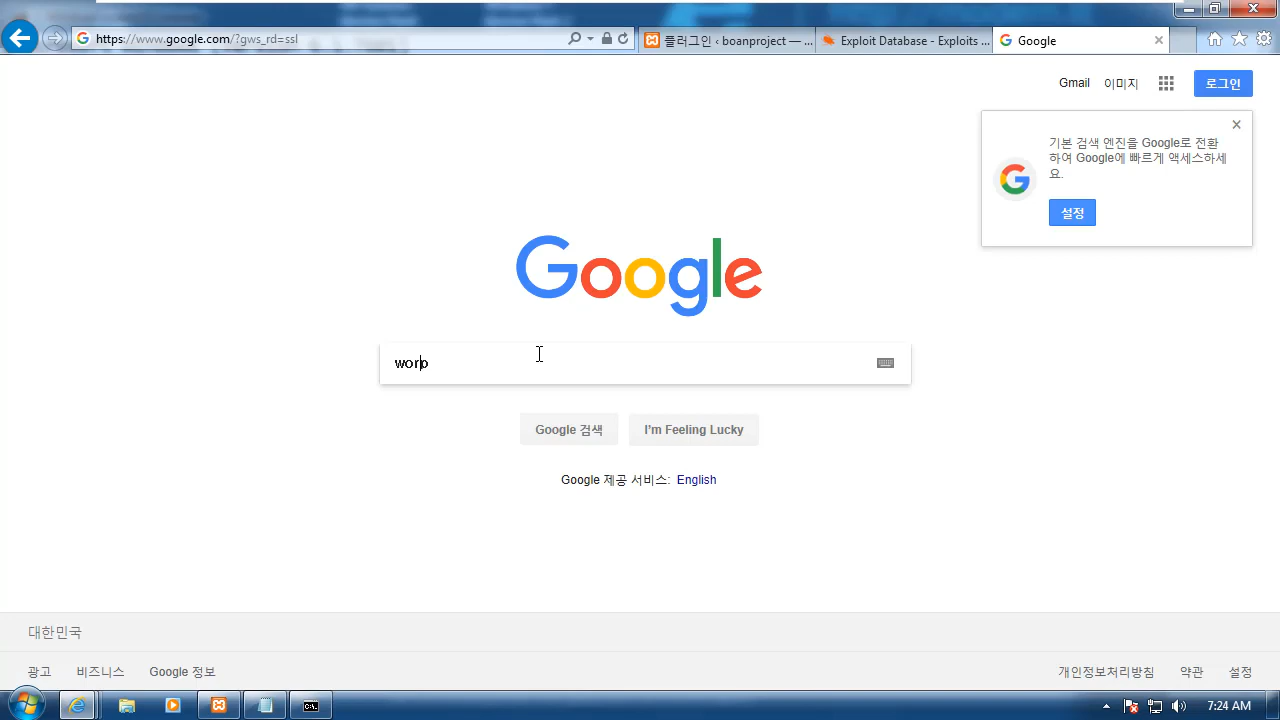 https://www.google.com/?gws_rd=ssl
플러그인 ‹ boanproject — ...
Exploit Database - Exploits ...
Google
Gmail 이미지
로그인
기본 검색 엔진을 Google로 전환
하여 Google에 빠르게 액세스하세
요.
설정
Google
worp
Google 검색
I'm Feeling Lucky
Google 제공 서비스: English
대한민국
광고 비즈니스 Google 정보
개인정보처리방침 약관 설정
7:24 AM